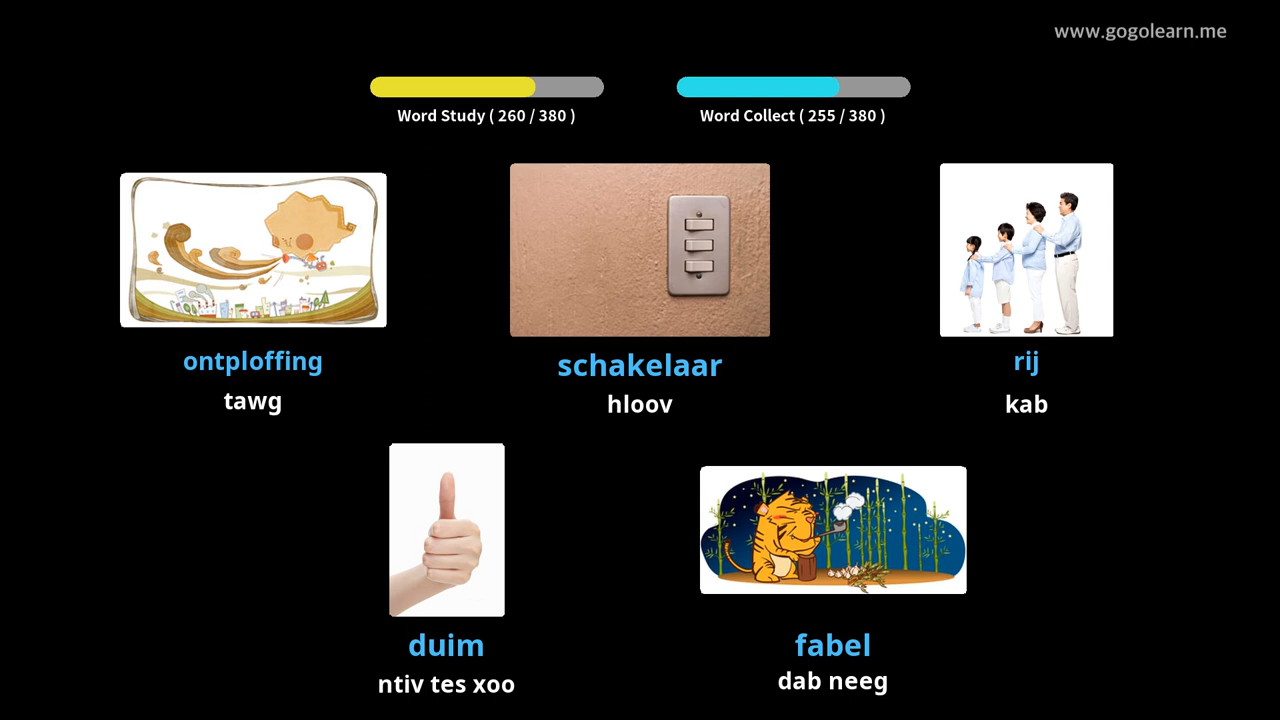 www.gogolearn.me
Word Study ( 260 / 380 )
Word Collect ( 255 / 380 )
ontploffing
tawg
schakelaar
hloov
rij
kab
duim
ntiv tes xoo
fabel
dab neeg